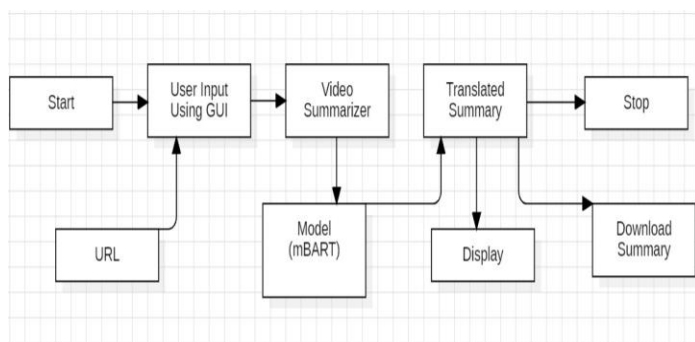 Start
User Input
Using GUI
Video
Summarizer
Translated
Summary
Stop
URL
Model
(mBART)
Display
Download
Summary